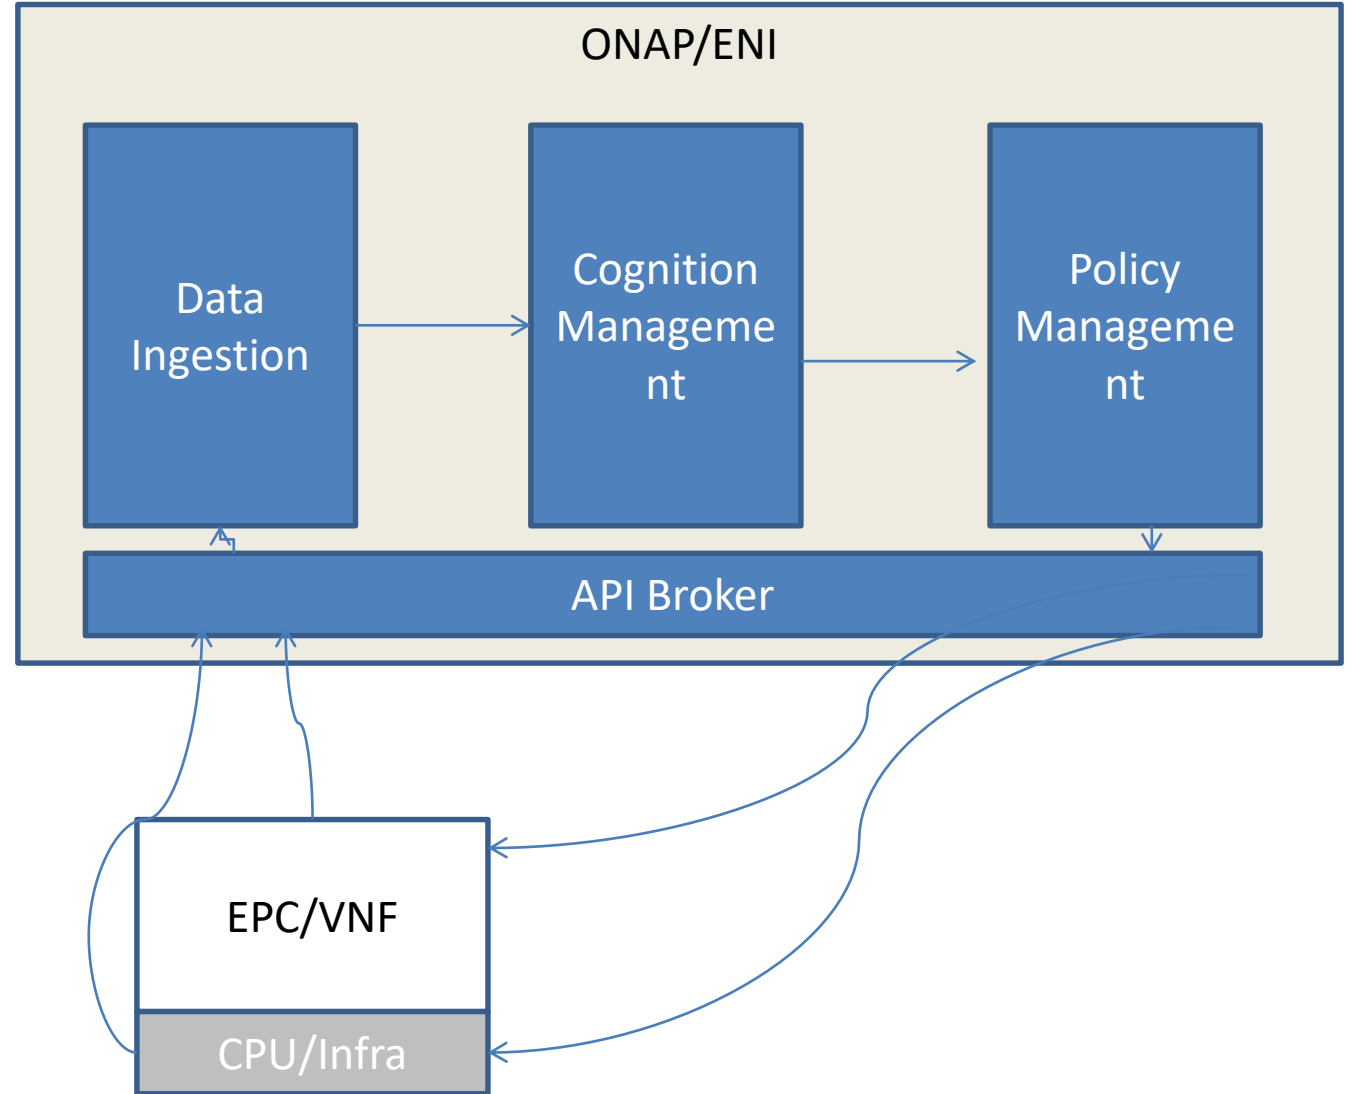 ONAP/ENI
Data
Ingestion
Cognition
Manageme
nt
Policy
Manageme
nt
API Broker
EPC/VNF
CPU/Infra